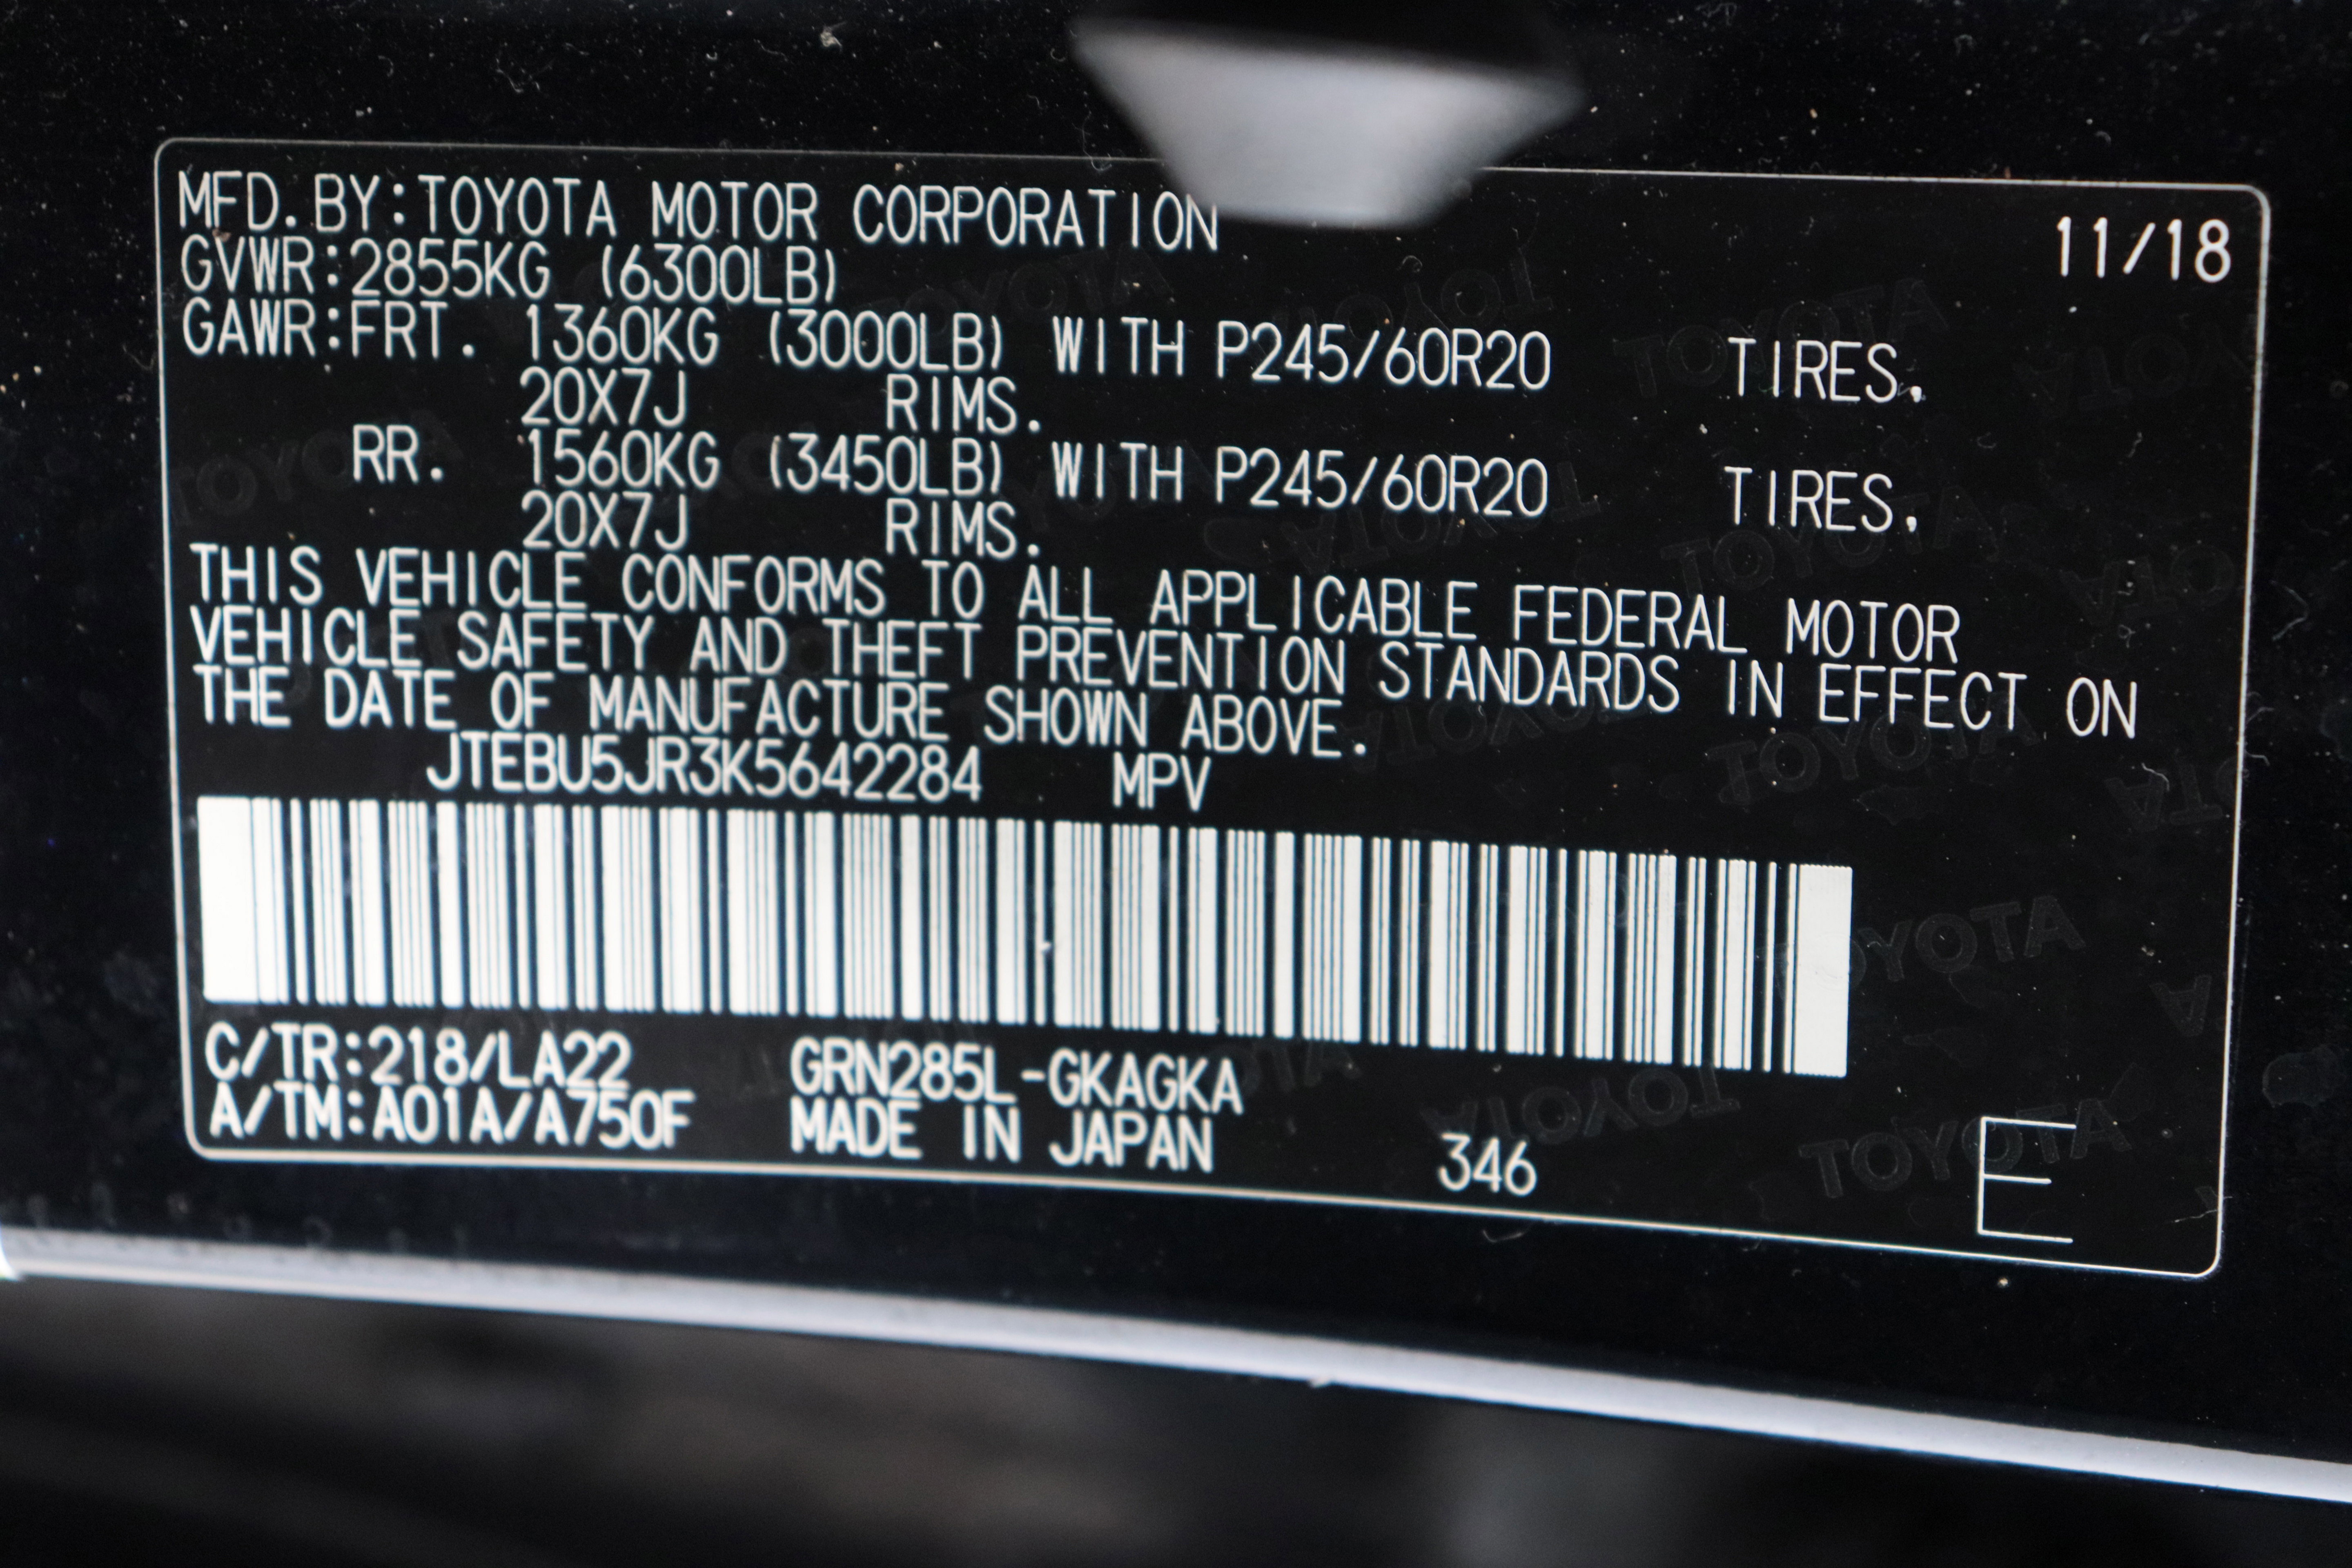 MFD.BY:TOYOTA MOTOR CORPORATION 11/18
GVWR:2855KG (6300LB)
GAWR:FRT. 1360KG (3000LB) WITH P245/60R20 TIRES.
20X7J RIMS.
RR. 1560KG (3450LB) WITH P245/60R20 TIRES.
20X7J RIMS.
THIS VEHICLE CONFORMS TO ALL APPLICABLE FEDERAL MOTOR
VEHICLE SAFETY AND THEFT PREVENTION STANDARDS IN EFFECT ON
THE DATE OF MANUFACTURE SHOWN ABOVE.
JTEBU5JR3K5642284 MPV
C/TR:218/LA22 GRN285L-GKAGKA
A/TM:A01A/A750F MADE IN JAPAN 346 E